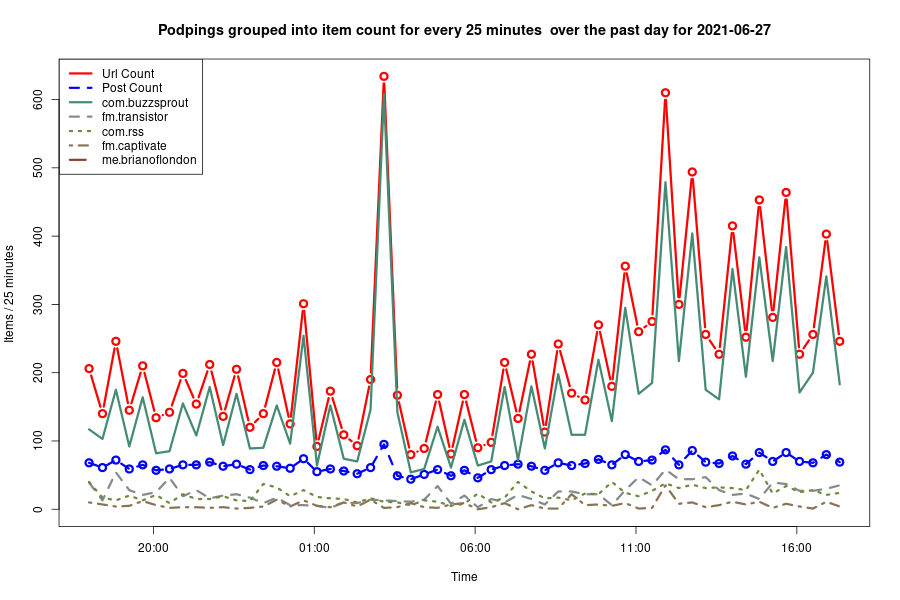 Podpings grouped into item count for every 25 minutes  over the past day for 2021-06-27
Url Count
Post Count
com.buzzsprout
fm.transistor
com.rss
fm.captivate
me.brianoflondon
Items / 25 minutes
600
500
400
300
200
100
0
20:00
01:00
06:00
11:00
16:00
Time